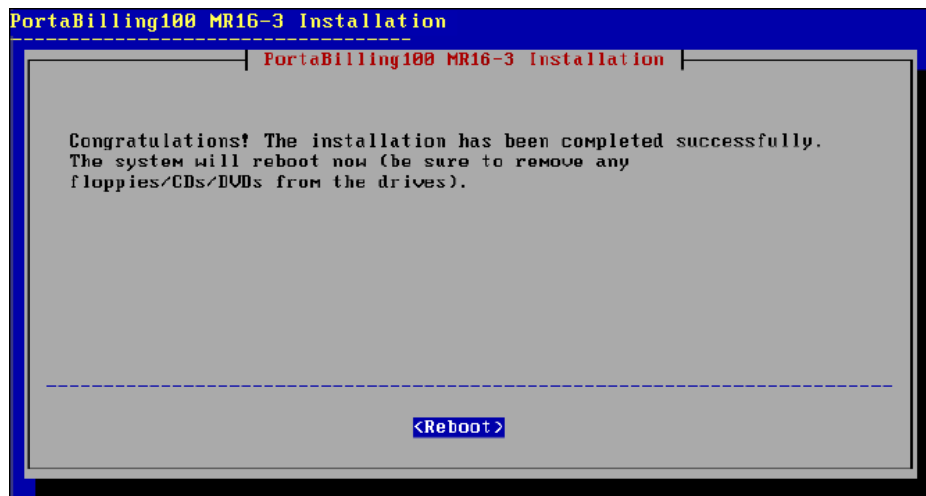 PortaBilling100 MR16-3 Installation
PortaBilling100 MR16-3 Installation
Congratulations! The installation has been completed successfully.
The system will reboot now (be sure to remove any
floppies/CDs/DVDs from the drives).
<Reboot>